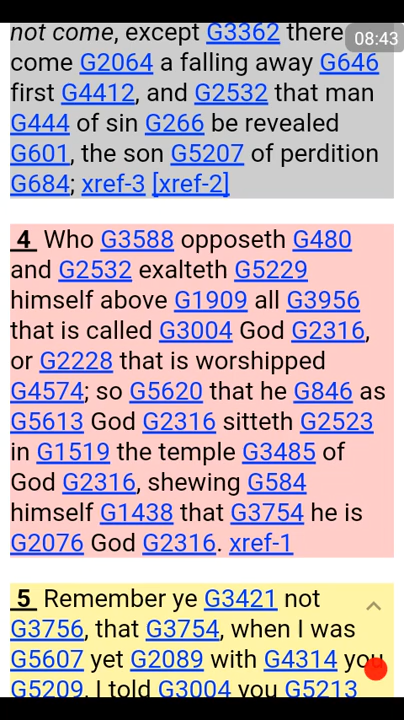 not come, except G3362 there
08:43
come G2064 a falling away G646
first G4412, and G2532 that man
G444 of sin G266 be revealed
G601, the son G5207 of perdition
G684; xref-3 [xref-2]
4 Who G3588 opposeth G480
and G2532 exalteth G5229
himself above G1909 all G3956
that is called G3004 God G2316,
or G2228 that is worshipped
G4574; so G5620 that he G846 as
G5613 God G2316 sitteth G2523
in G1519 the temple G3485 of
God G2316, shewing G584
himself G1438 that G3754 he is
G2076 God G2316. xref-1
5 Remember ye G3421 not
G3756, that G3754, when I was
G5607 yet G2089 with G4314 you
G5209, I told G3004 you G5213